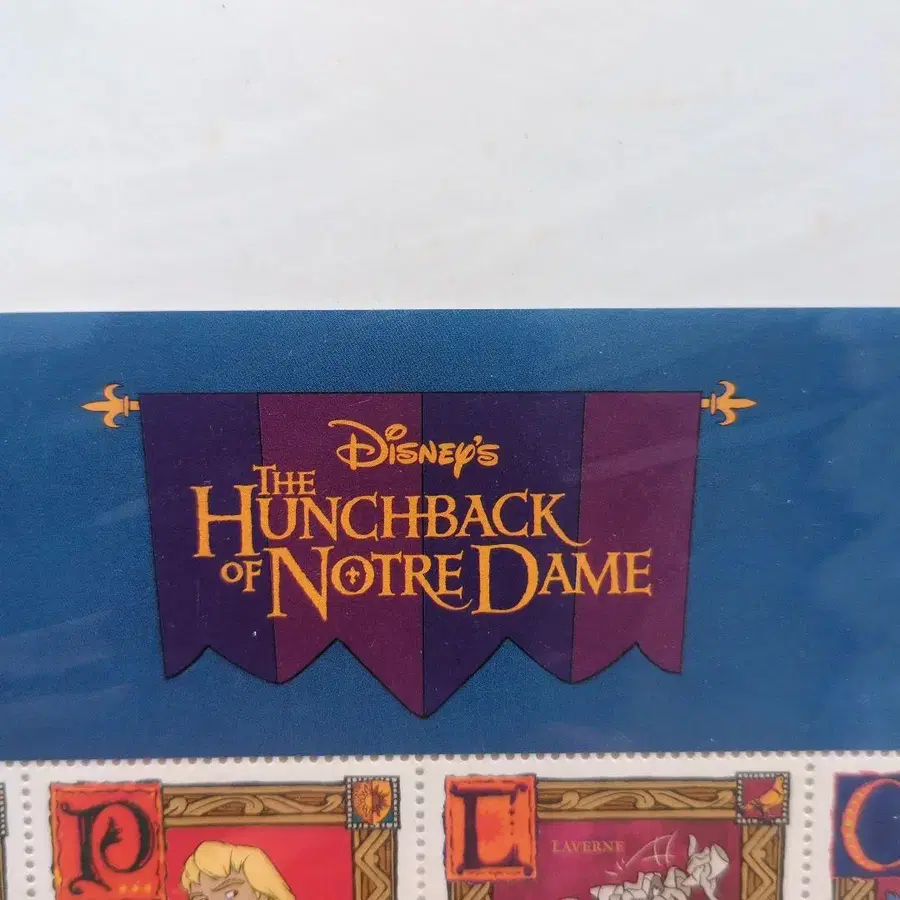 DISNEY'S
THE
HUNCHBACK
OF NOTRE DAME
P
L
LAVERNE
C